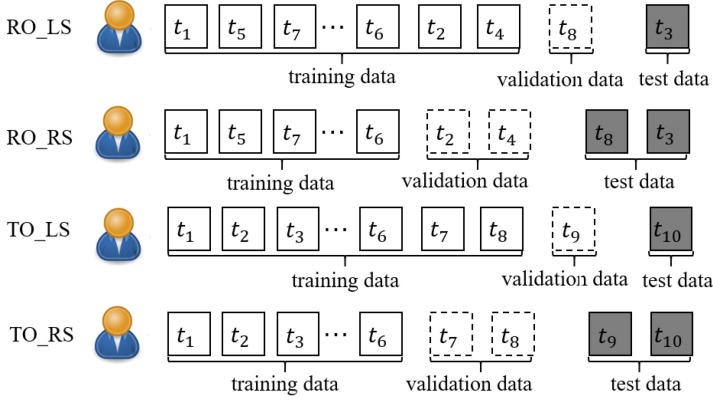 RO_LS t₁ t₅ t₇ ⋯ t₆ t₂ t₄ t₈ t₃
training data validation data test data
RO_RS t₁ t₅ t₇ ⋯ t₆ t₂ t₄ t₈ t₃
training data validation data test data
TO_LS t₁ t₂ t₃ ⋯ t₆ t₇ t₈ t₉ t₁₀
training data validation data test data
TO_RS t₁ t₂ t₃ ⋯ t₆ t₇ t₈ t₉ t₁₀
training data validation data test data